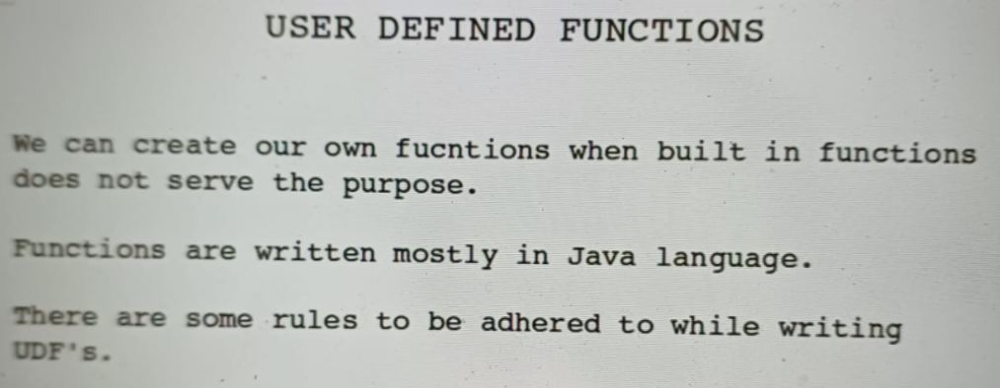 USER DEFINED FUNCTIONS
We can create our own fucntions when built in functions
does not serve the purpose.
Functions are written mostly in Java language.
There are some rules to be adhered to while writing
UDF's.